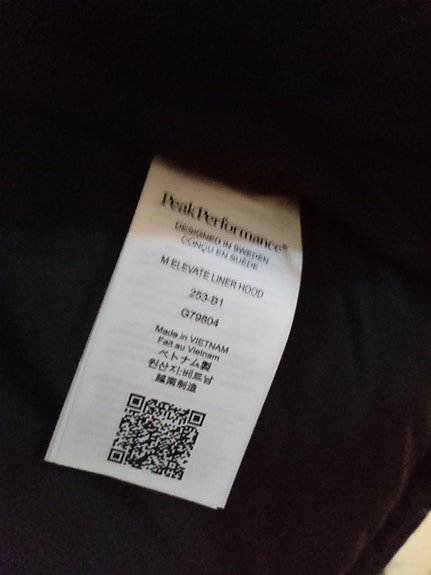 PeakPerformance®
DESIGNED IN SWEDEN
CONÇU EN SUÈDE
M ELEVATE LINER HOOD
253-B1
G79804
Made in VIETNAM
Fait au Vietnam
ベトナム製
원산지:베트남
越南制造